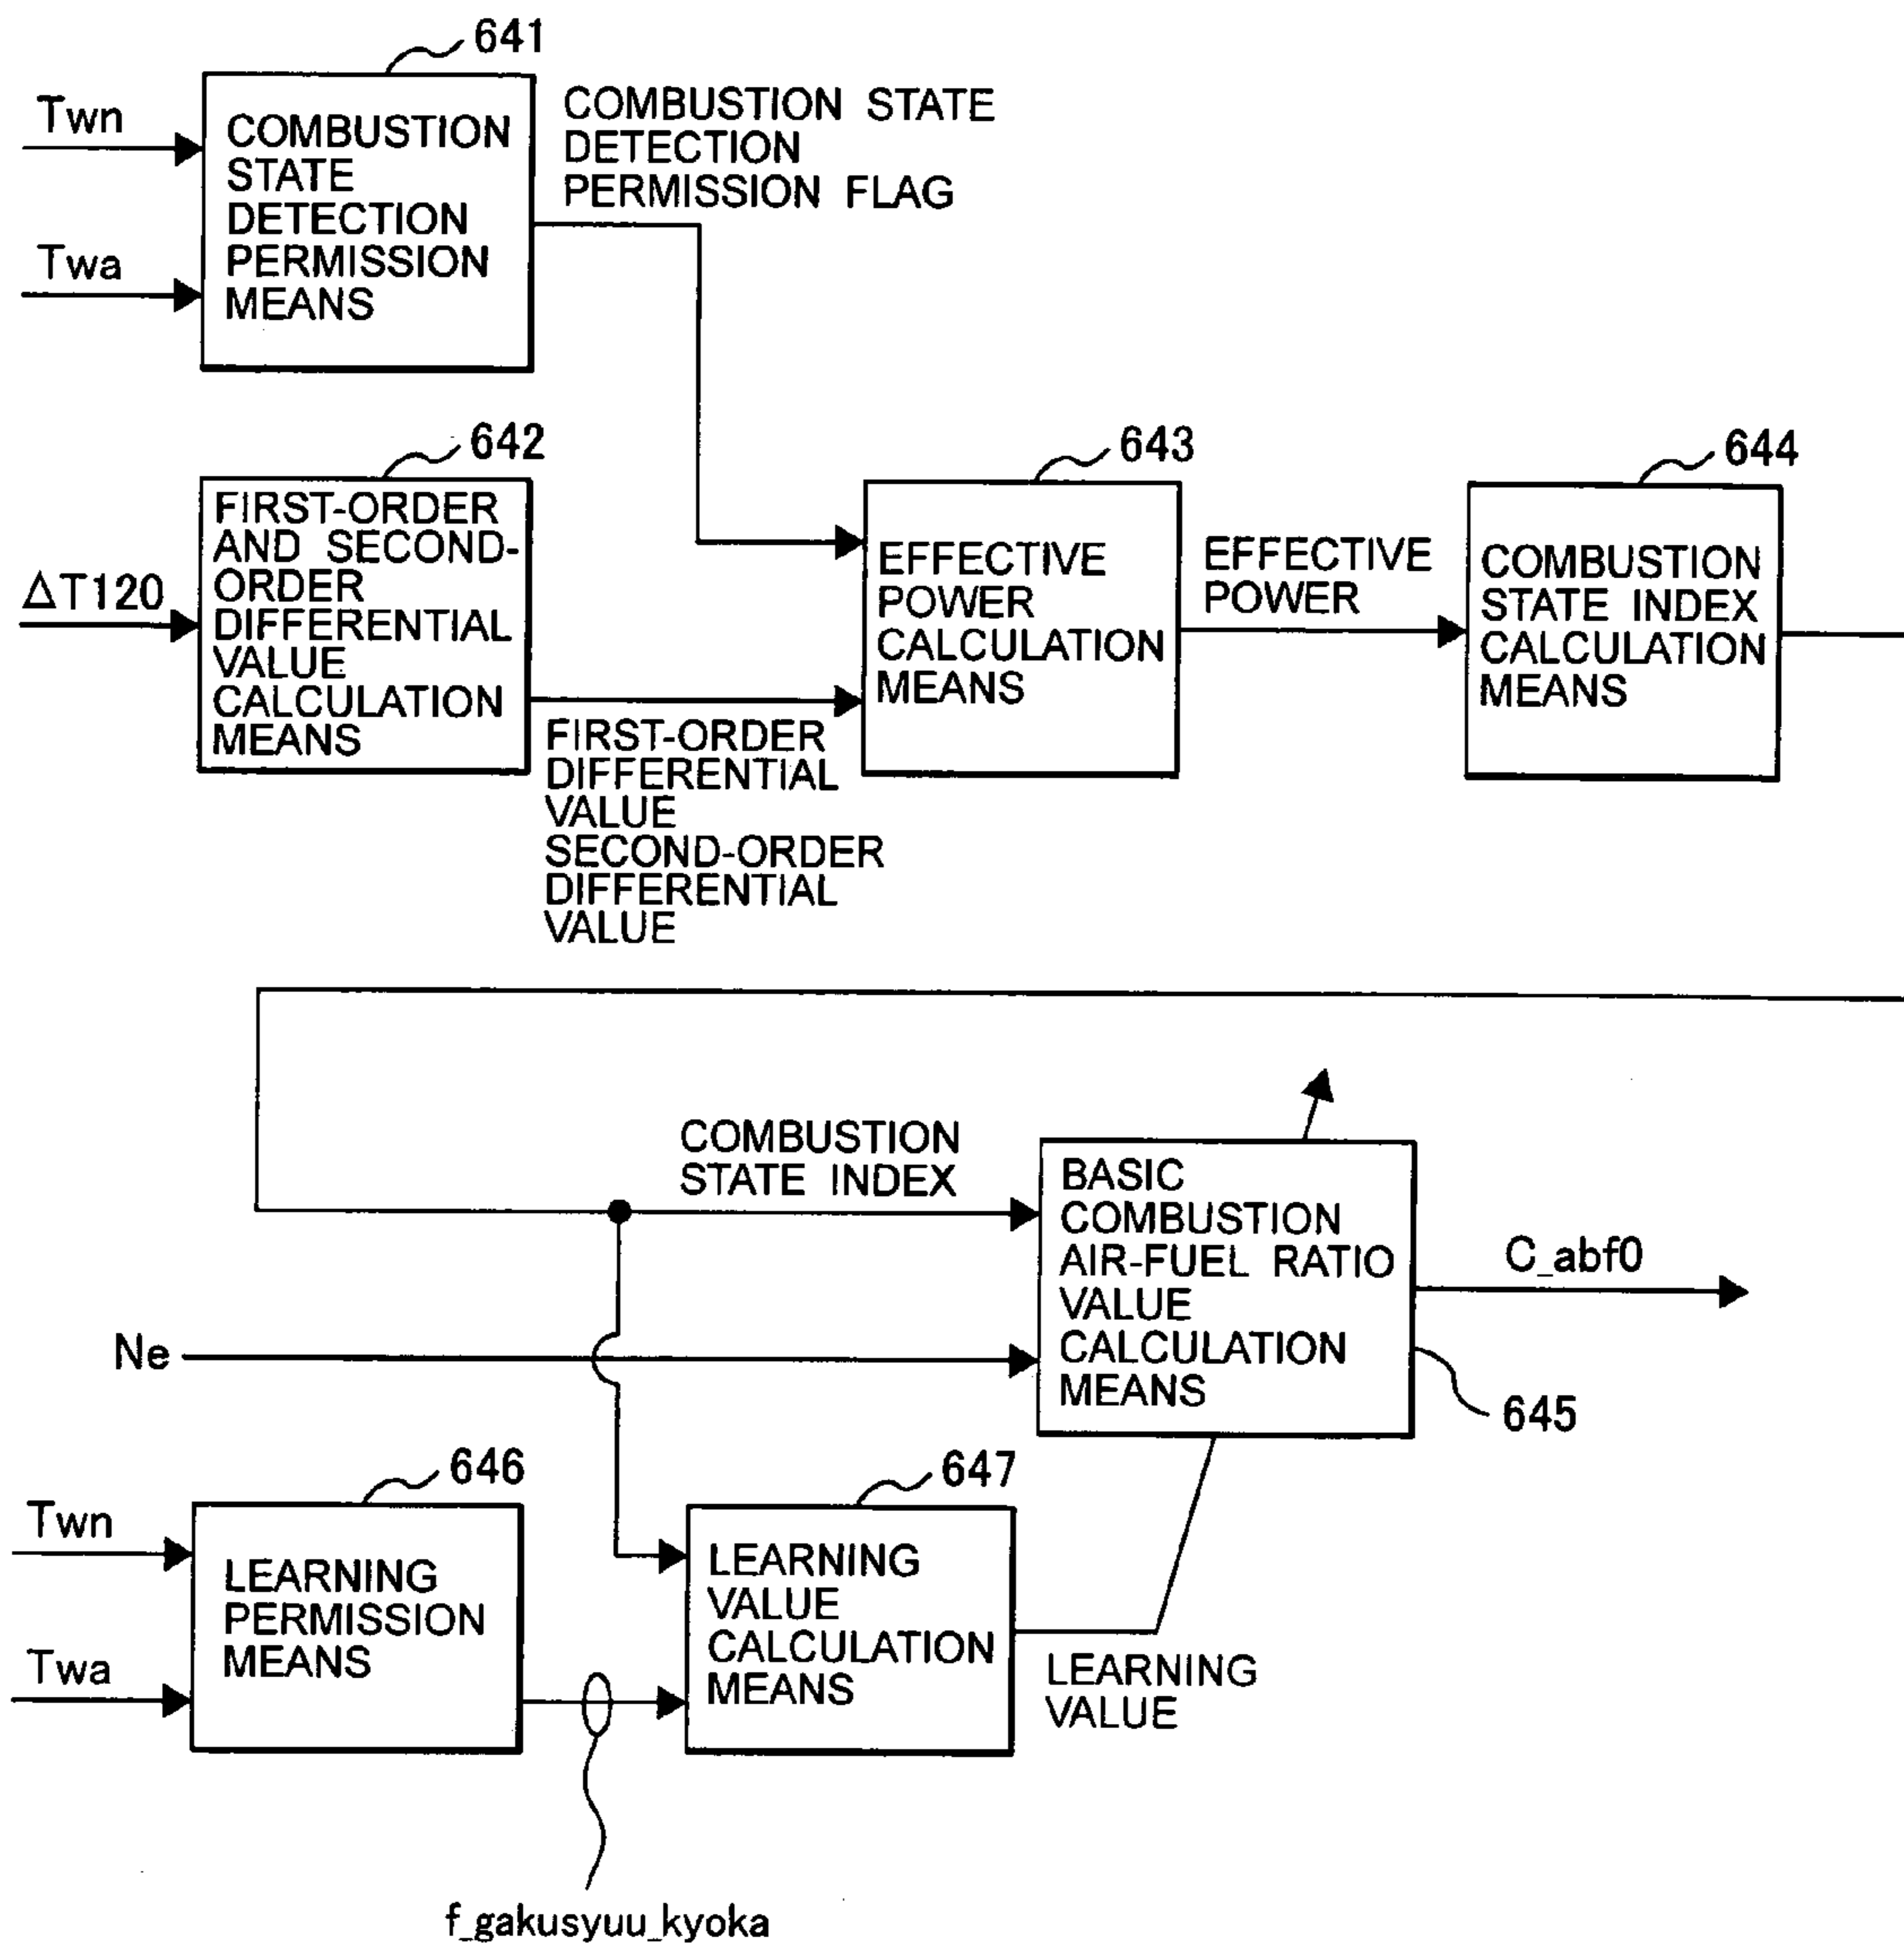 641
Twn
Twa
COMBUSTION
STATE
DETECTION
PERMISSION
MEANS
COMBUSTION STATE
DETECTION
PERMISSION FLAG
642
△T120
FIRST-ORDER
AND SECOND-
ORDER
DIFFERENTIAL
VALUE
CALCULATION
MEANS
FIRST-ORDER
DIFFERENTIAL
VALUE
SECOND-ORDER
DIFFERENTIAL
VALUE
643
EFFECTIVE
POWER
CALCULATION
MEANS
EFFECTIVE
POWER
644
COMBUSTION
STATE INDEX
CALCULATION
MEANS
COMBUSTION
STATE INDEX
Ne
BASIC
COMBUSTION
AIR-FUEL RATIO
VALUE
CALCULATION
MEANS
C_abf0
645
646
Twn
Twa
LEARNING
PERMISSION
MEANS
647
LEARNING
VALUE
CALCULATION
MEANS
LEARNING
VALUE
f_gakusyuu_kyoka